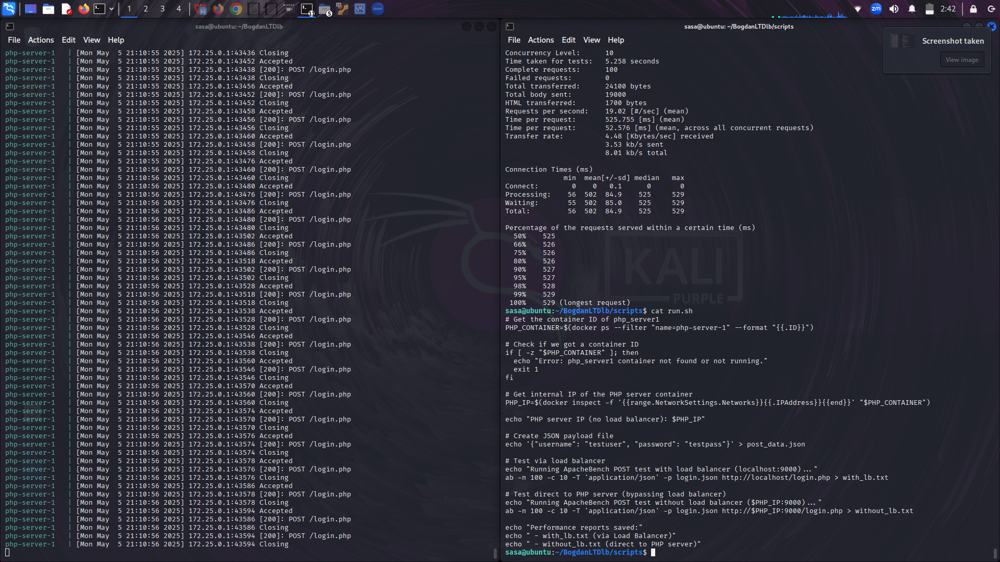 1 2 3 4
11
5
zoom
zm
2:42
sasa@ubuntu: ~/BogdanLTDlb
File Actions Edit View Help
php-server-1 | [Mon May  5 21:10:55 2025] 172.25.0.1:43436 Closing
php-server-1 | [Mon May  5 21:10:55 2025] 172.25.0.1:43452 Accepted
php-server-1 | [Mon May  5 21:10:55 2025] 172.25.0.1:43438 [200]: POST /login.php
php-server-1 | [Mon May  5 21:10:55 2025] 172.25.0.1:43438 Closing
php-server-1 | [Mon May  5 21:10:55 2025] 172.25.0.1:43456 Accepted
php-server-1 | [Mon May  5 21:10:55 2025] 172.25.0.1:43452 [200]: POST /login.php
php-server-1 | [Mon May  5 21:10:55 2025] 172.25.0.1:43452 Closing
php-server-1 | [Mon May  5 21:10:55 2025] 172.25.0.1:43458 Accepted
php-server-1 | [Mon May  5 21:10:55 2025] 172.25.0.1:43456 [200]: POST /login.php
php-server-1 | [Mon May  5 21:10:55 2025] 172.25.0.1:43456 Closing
php-server-1 | [Mon May  5 21:10:55 2025] 172.25.0.1:43460 Accepted
php-server-1 | [Mon May  5 21:10:55 2025] 172.25.0.1:43458 [200]: POST /login.php
php-server-1 | [Mon May  5 21:10:55 2025] 172.25.0.1:43458 Closing
php-server-1 | [Mon May  5 21:10:55 2025] 172.25.0.1:43476 Accepted
php-server-1 | [Mon May  5 21:10:55 2025] 172.25.0.1:43460 [200]: POST /login.php
php-server-1 | [Mon May  5 21:10:55 2025] 172.25.0.1:43460 Closing
php-server-1 | [Mon May  5 21:10:56 2025] 172.25.0.1:43480 Accepted
php-server-1 | [Mon May  5 21:10:56 2025] 172.25.0.1:43476 [200]: POST /login.php
php-server-1 | [Mon May  5 21:10:56 2025] 172.25.0.1:43476 Closing
php-server-1 | [Mon May  5 21:10:56 2025] 172.25.0.1:43486 Accepted
php-server-1 | [Mon May  5 21:10:56 2025] 172.25.0.1:43480 [200]: POST /login.php
php-server-1 | [Mon May  5 21:10:56 2025] 172.25.0.1:43480 Closing
php-server-1 | [Mon May  5 21:10:56 2025] 172.25.0.1:43502 Accepted
php-server-1 | [Mon May  5 21:10:56 2025] 172.25.0.1:43486 [200]: POST /login.php
php-server-1 | [Mon May  5 21:10:56 2025] 172.25.0.1:43486 Closing
php-server-1 | [Mon May  5 21:10:56 2025] 172.25.0.1:43518 Accepted
php-server-1 | [Mon May  5 21:10:56 2025] 172.25.0.1:43502 [200]: POST /login.php
php-server-1 | [Mon May  5 21:10:56 2025] 172.25.0.1:43502 Closing
php-server-1 | [Mon May  5 21:10:56 2025] 172.25.0.1:43528 Accepted
php-server-1 | [Mon May  5 21:10:56 2025] 172.25.0.1:43518 [200]: POST /login.php
php-server-1 | [Mon May  5 21:10:56 2025] 172.25.0.1:43518 Closing
php-server-1 | [Mon May  5 21:10:56 2025] 172.25.0.1:43538 Accepted
php-server-1 | [Mon May  5 21:10:56 2025] 172.25.0.1:43528 [200]: POST /login.php
php-server-1 | [Mon May  5 21:10:56 2025] 172.25.0.1:43528 Closing
php-server-1 | [Mon May  5 21:10:56 2025] 172.25.0.1:43546 Accepted
php-server-1 | [Mon May  5 21:10:56 2025] 172.25.0.1:43538 [200]: POST /login.php
php-server-1 | [Mon May  5 21:10:56 2025] 172.25.0.1:43538 Closing
php-server-1 | [Mon May  5 21:10:56 2025] 172.25.0.1:43560 Accepted
php-server-1 | [Mon May  5 21:10:56 2025] 172.25.0.1:43546 [200]: POST /login.php
php-server-1 | [Mon May  5 21:10:56 2025] 172.25.0.1:43546 Closing
php-server-1 | [Mon May  5 21:10:56 2025] 172.25.0.1:43570 Accepted
php-server-1 | [Mon May  5 21:10:56 2025] 172.25.0.1:43560 [200]: POST /login.php
php-server-1 | [Mon May  5 21:10:56 2025] 172.25.0.1:43560 Closing
php-server-1 | [Mon May  5 21:10:56 2025] 172.25.0.1:43574 Accepted
php-server-1 | [Mon May  5 21:10:56 2025] 172.25.0.1:43570 [200]: POST /login.php
php-server-1 | [Mon May  5 21:10:56 2025] 172.25.0.1:43570 Closing
php-server-1 | [Mon May  5 21:10:56 2025] 172.25.0.1:43576 Accepted
php-server-1 | [Mon May  5 21:10:56 2025] 172.25.0.1:43574 [200]: POST /login.php
php-server-1 | [Mon May  5 21:10:56 2025] 172.25.0.1:43574 Closing
php-server-1 | [Mon May  5 21:10:56 2025] 172.25.0.1:43578 Accepted
php-server-1 | [Mon May  5 21:10:56 2025] 172.25.0.1:43576 [200]: POST /login.php
php-server-1 | [Mon May  5 21:10:56 2025] 172.25.0.1:43576 Closing
php-server-1 | [Mon May  5 21:10:56 2025] 172.25.0.1:43586 Accepted
php-server-1 | [Mon May  5 21:10:56 2025] 172.25.0.1:43578 [200]: POST /login.php
php-server-1 | [Mon May  5 21:10:56 2025] 172.25.0.1:43578 Closing
php-server-1 | [Mon May  5 21:10:56 2025] 172.25.0.1:43594 Accepted
php-server-1 | [Mon May  5 21:10:56 2025] 172.25.0.1:43586 [200]: POST /login.php
php-server-1 | [Mon May  5 21:10:56 2025] 172.25.0.1:43586 Closing
php-server-1 | [Mon May  5 21:10:56 2025] 172.25.0.1:43594 [200]: POST /login.php
php-server-1 | [Mon May  5 21:10:56 2025] 172.25.0.1:43594 Closing
sasa@ubuntu: ~/BogdanLTDlb/scripts
File Actions Edit View Help
Screenshot taken
View image
Concurrency Level:      10
Time taken for tests:   5.258 seconds
Complete requests:      100
Failed requests:        0
Total transferred:      24100 bytes
Total body sent:        19000
HTML transferred:       1700 bytes
Requests per second:    19.02 [#/sec] (mean)
Time per request:       525.755 [ms] (mean)
Time per request:       52.576 [ms] (mean, across all concurrent requests)
Transfer rate:          4.48 [Kbytes/sec] received
                        3.53 kb/s sent
                        8.01 kb/s total
Connection Times (ms)
              min  mean[+/-sd] median   max
Connect:        0    0   0.1      0       0
Processing:    56  502  84.9    525     529
Waiting:       55  502  85.0    525     529
Total:         56  502  84.9    525     529
Percentage of the requests served within a certain time (ms)
  50%    525
  66%    526
  75%    526
  80%    526
  90%    527
  95%    527
  98%    528
  99%    529
 100%    529 (longest request)
sasa@ubuntu:~/BogdanLTDlb/scripts$ cat run.sh
# Get the container ID of php_server1
PHP_CONTAINER=$(docker ps --filter "name=php-server-1" --format "{{.ID}}")
# Check if we got a container ID
if [ -z "$PHP_CONTAINER" ]; then
  echo "Error: php_server1 container not found or not running."
  exit 1
fi
# Get internal IP of the PHP server container
PHP_IP=$(docker inspect -f '{{range.NetworkSettings.Networks}}{{.IPAddress}}{{end}}' "$PHP_CONTAINER")
echo "PHP server IP (no load balancer): $PHP_IP"
# Create JSON payload file
echo '{"username": "testuser", "password": "testpass"}' > post_data.json
# Test via load balancer
echo "Running ApacheBench POST test with load balancer (localhost:9000)..."
ab -n 100 -c 10 -T 'application/json' -p login.json http://localhost/login.php > with_lb.txt
# Test direct to PHP server (bypassing load balancer)
echo "Running ApacheBench POST test without load balancer ($PHP_IP:9000)..."
ab -n 100 -c 10 -T 'application/json' -p login.json http://$PHP_IP:9000/login.php > without_lb.txt
echo "Performance reports saved:"
echo " - with_lb.txt (via Load Balancer)"
echo " - without_lb.txt (direct to PHP server)"
sasa@ubuntu:~/BogdanLTDlb/scripts$
KALI
PURPLE